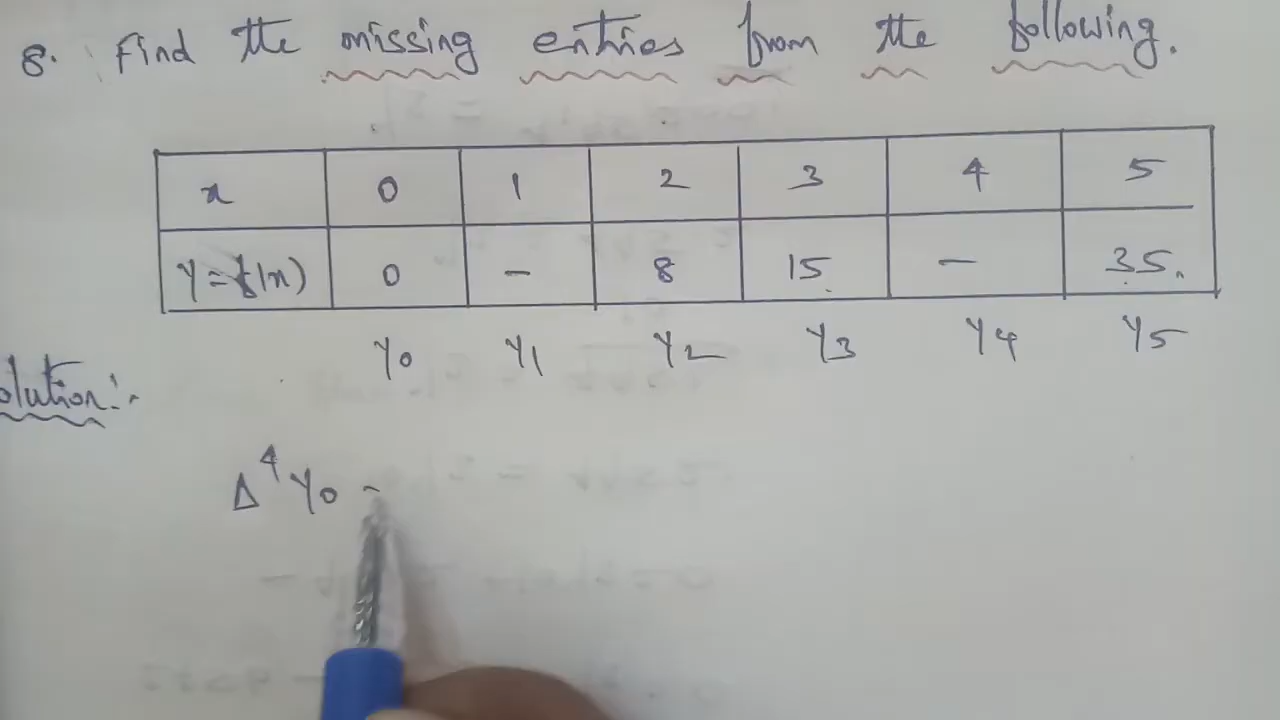 8. Find the missing entries from the following.
x 0 1 2 3 4 5
Y=f(x) 0 - 8 15 - 35
Y0 Y1 Y2 Y3 Y4 Y5
olution:-
Δ⁴ Y0 -